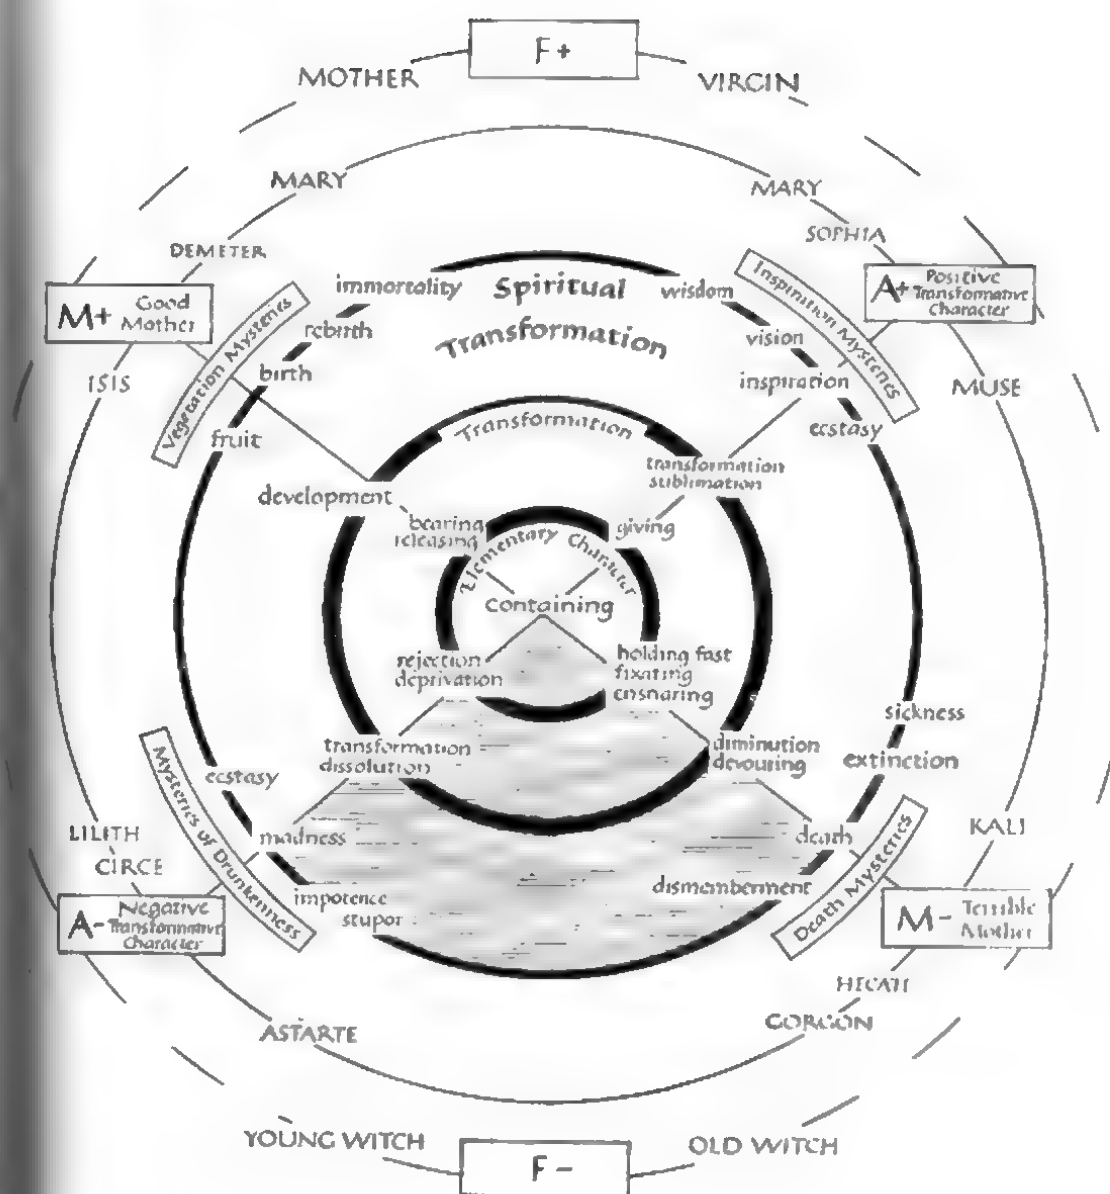 F+
MOTHER
VIRGIN
MARY
MARY
SOPHIA
DEMETER
M+ Good
Mother
A+ Positive
Transformative
Character
Vegetation Mysteries
Inspiration Mysteries
immortality
Spiritual
Transformation
wisdom
rebirth
vision
birth
inspiration
ISIS
MUSE
fruit
ecstasy
Transformation
development
transformation
sublimation
bearing
releasing
giving
Elementary Character
containing
rejection
deprivation
holding fast
fixating
ensnaring
sickness
transformation
dissolution
diminution
devouring
extinction
ecstasy
Mysteries of Drunkenness
madness
death
Death Mysteries
LILITH
CIRCE
KALI
impotence
stupor
dismemberment
A- Negative
Transformative
Character
M- Terrible
Mother
HECATE
GORGON
ASTARTE
YOUNG WITCH
OLD WITCH
F-